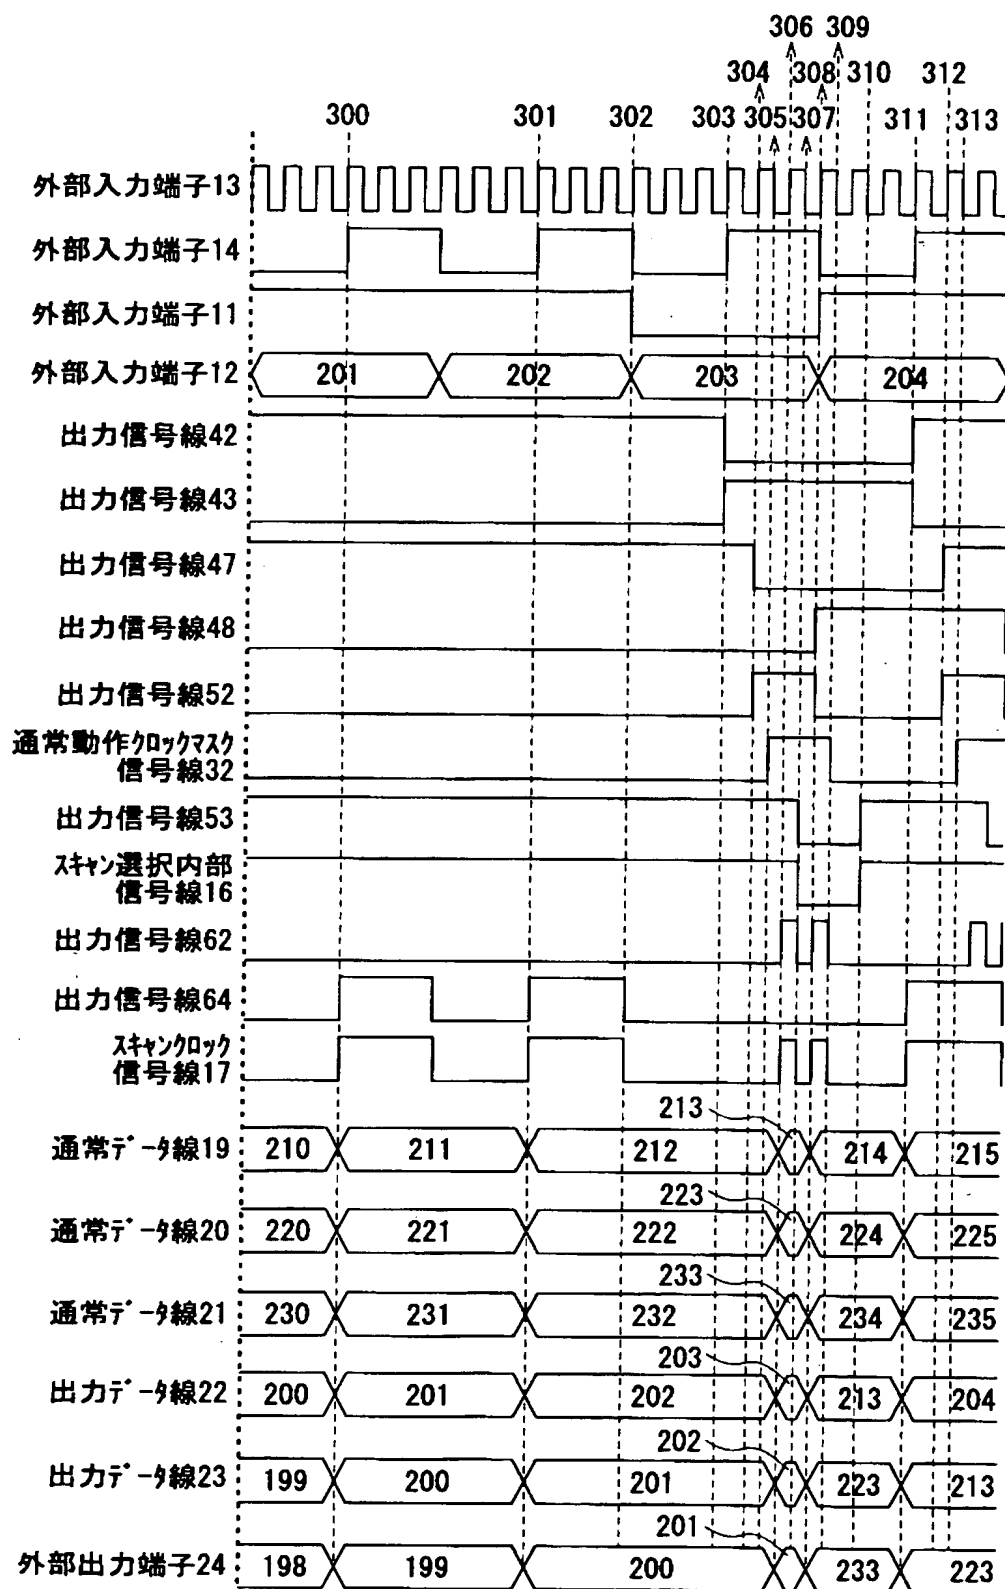 306 309
304 308 310 312
300 301 302 303 305 307 311 313
外部入力端子13
外部入力端子14
外部入力端子11
外部入力端子12 201 202 203 204
出力信号線42
出力信号線43
出力信号線47
出力信号線48
出力信号線52
通常動作クロックマスク
信号線32
出力信号線53
スキャン選択内部
信号線16
出力信号線62
出力信号線64
スキャンクロック
信号線17
213
通常データ線19 210 211 212 214 215
223
通常データ線20 220 221 222 224 225
233
通常データ線21 230 231 232 234 235
203
出力データ線22 200 201 202 213 204
202
出力データ線23 199 200 201 223 213
201
外部出力端子24 198 199 200 233 223